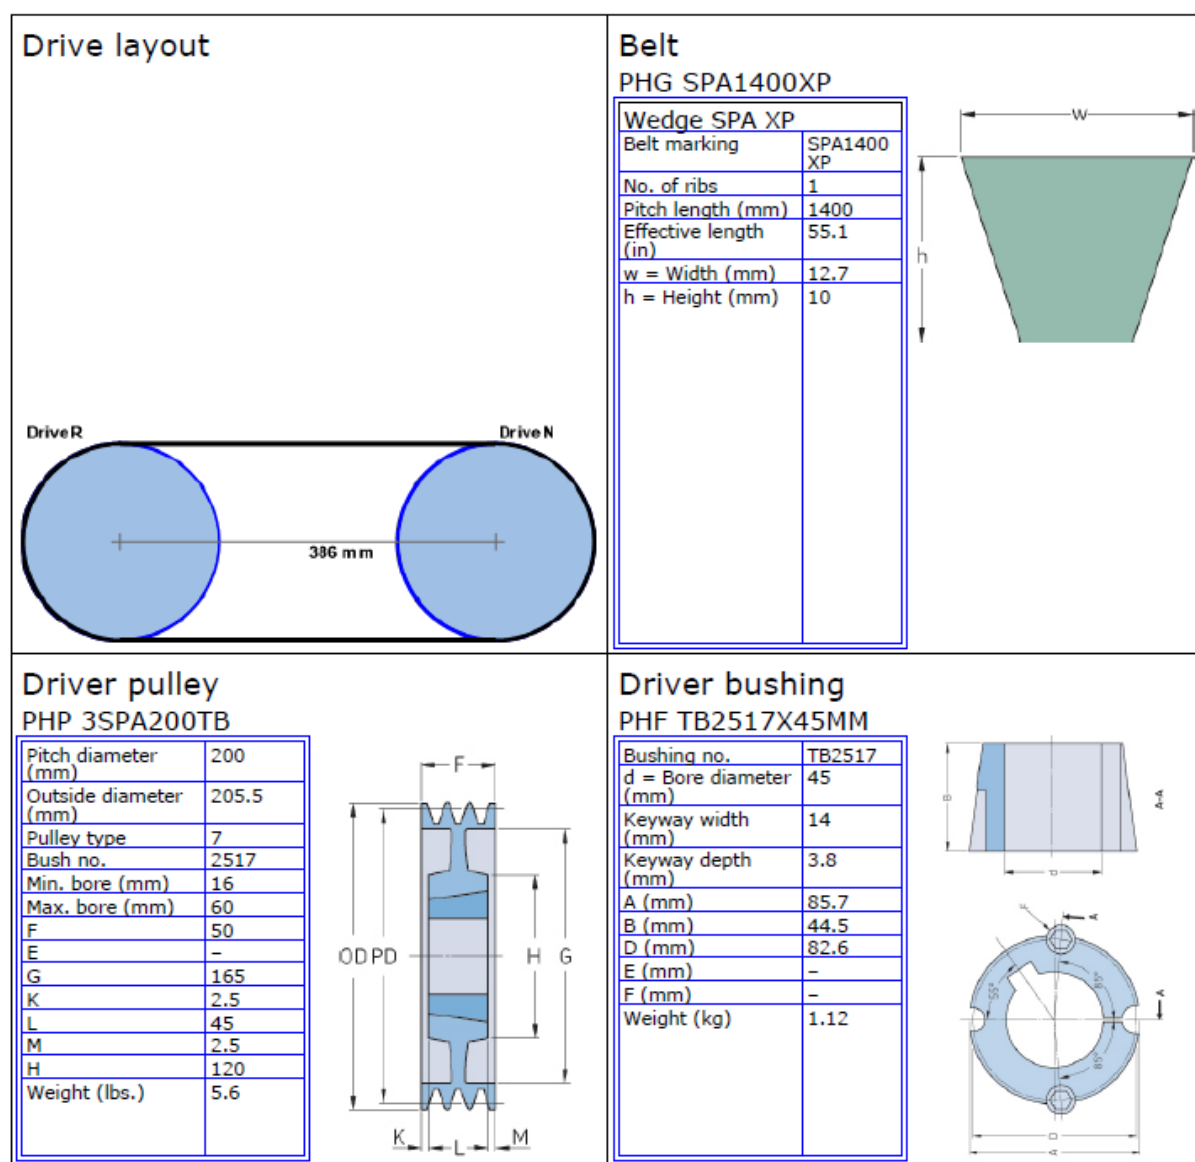 Drive layout
DriveR
DriveN
386 mm
Belt
PHG SPA1400XP
Wedge SPA XP
Belt marking SPA1400
XP
No. of ribs 1
Pitch length (mm) 1400
Effective length 55.1
(in)
w = Width (mm) 12.7
h = Height (mm) 10
w
h
Driver pulley
PHP 3SPA200TB
Pitch diameter 200
(mm)
Outside diameter 205.5
(mm)
Pulley type 7
Bush no. 2517
Min. bore (mm) 16
Max. bore (mm) 60
F 50
E –
G 165
K 2.5
L 45
M 2.5
H 120
Weight (lbs.) 5.6
F
OD PD H G
K L M
Driver bushing
PHF TB2517X45MM
Bushing no. TB2517
d = Bore diameter 45
(mm)
Keyway width 14
(mm)
Keyway depth 3.8
(mm)
A (mm) 85.7
B (mm) 44.5
D (mm) 82.6
E (mm) –
F (mm) –
Weight (kg) 1.12
B
A-A
d
F
A
55°
85°
A
85°
D
A